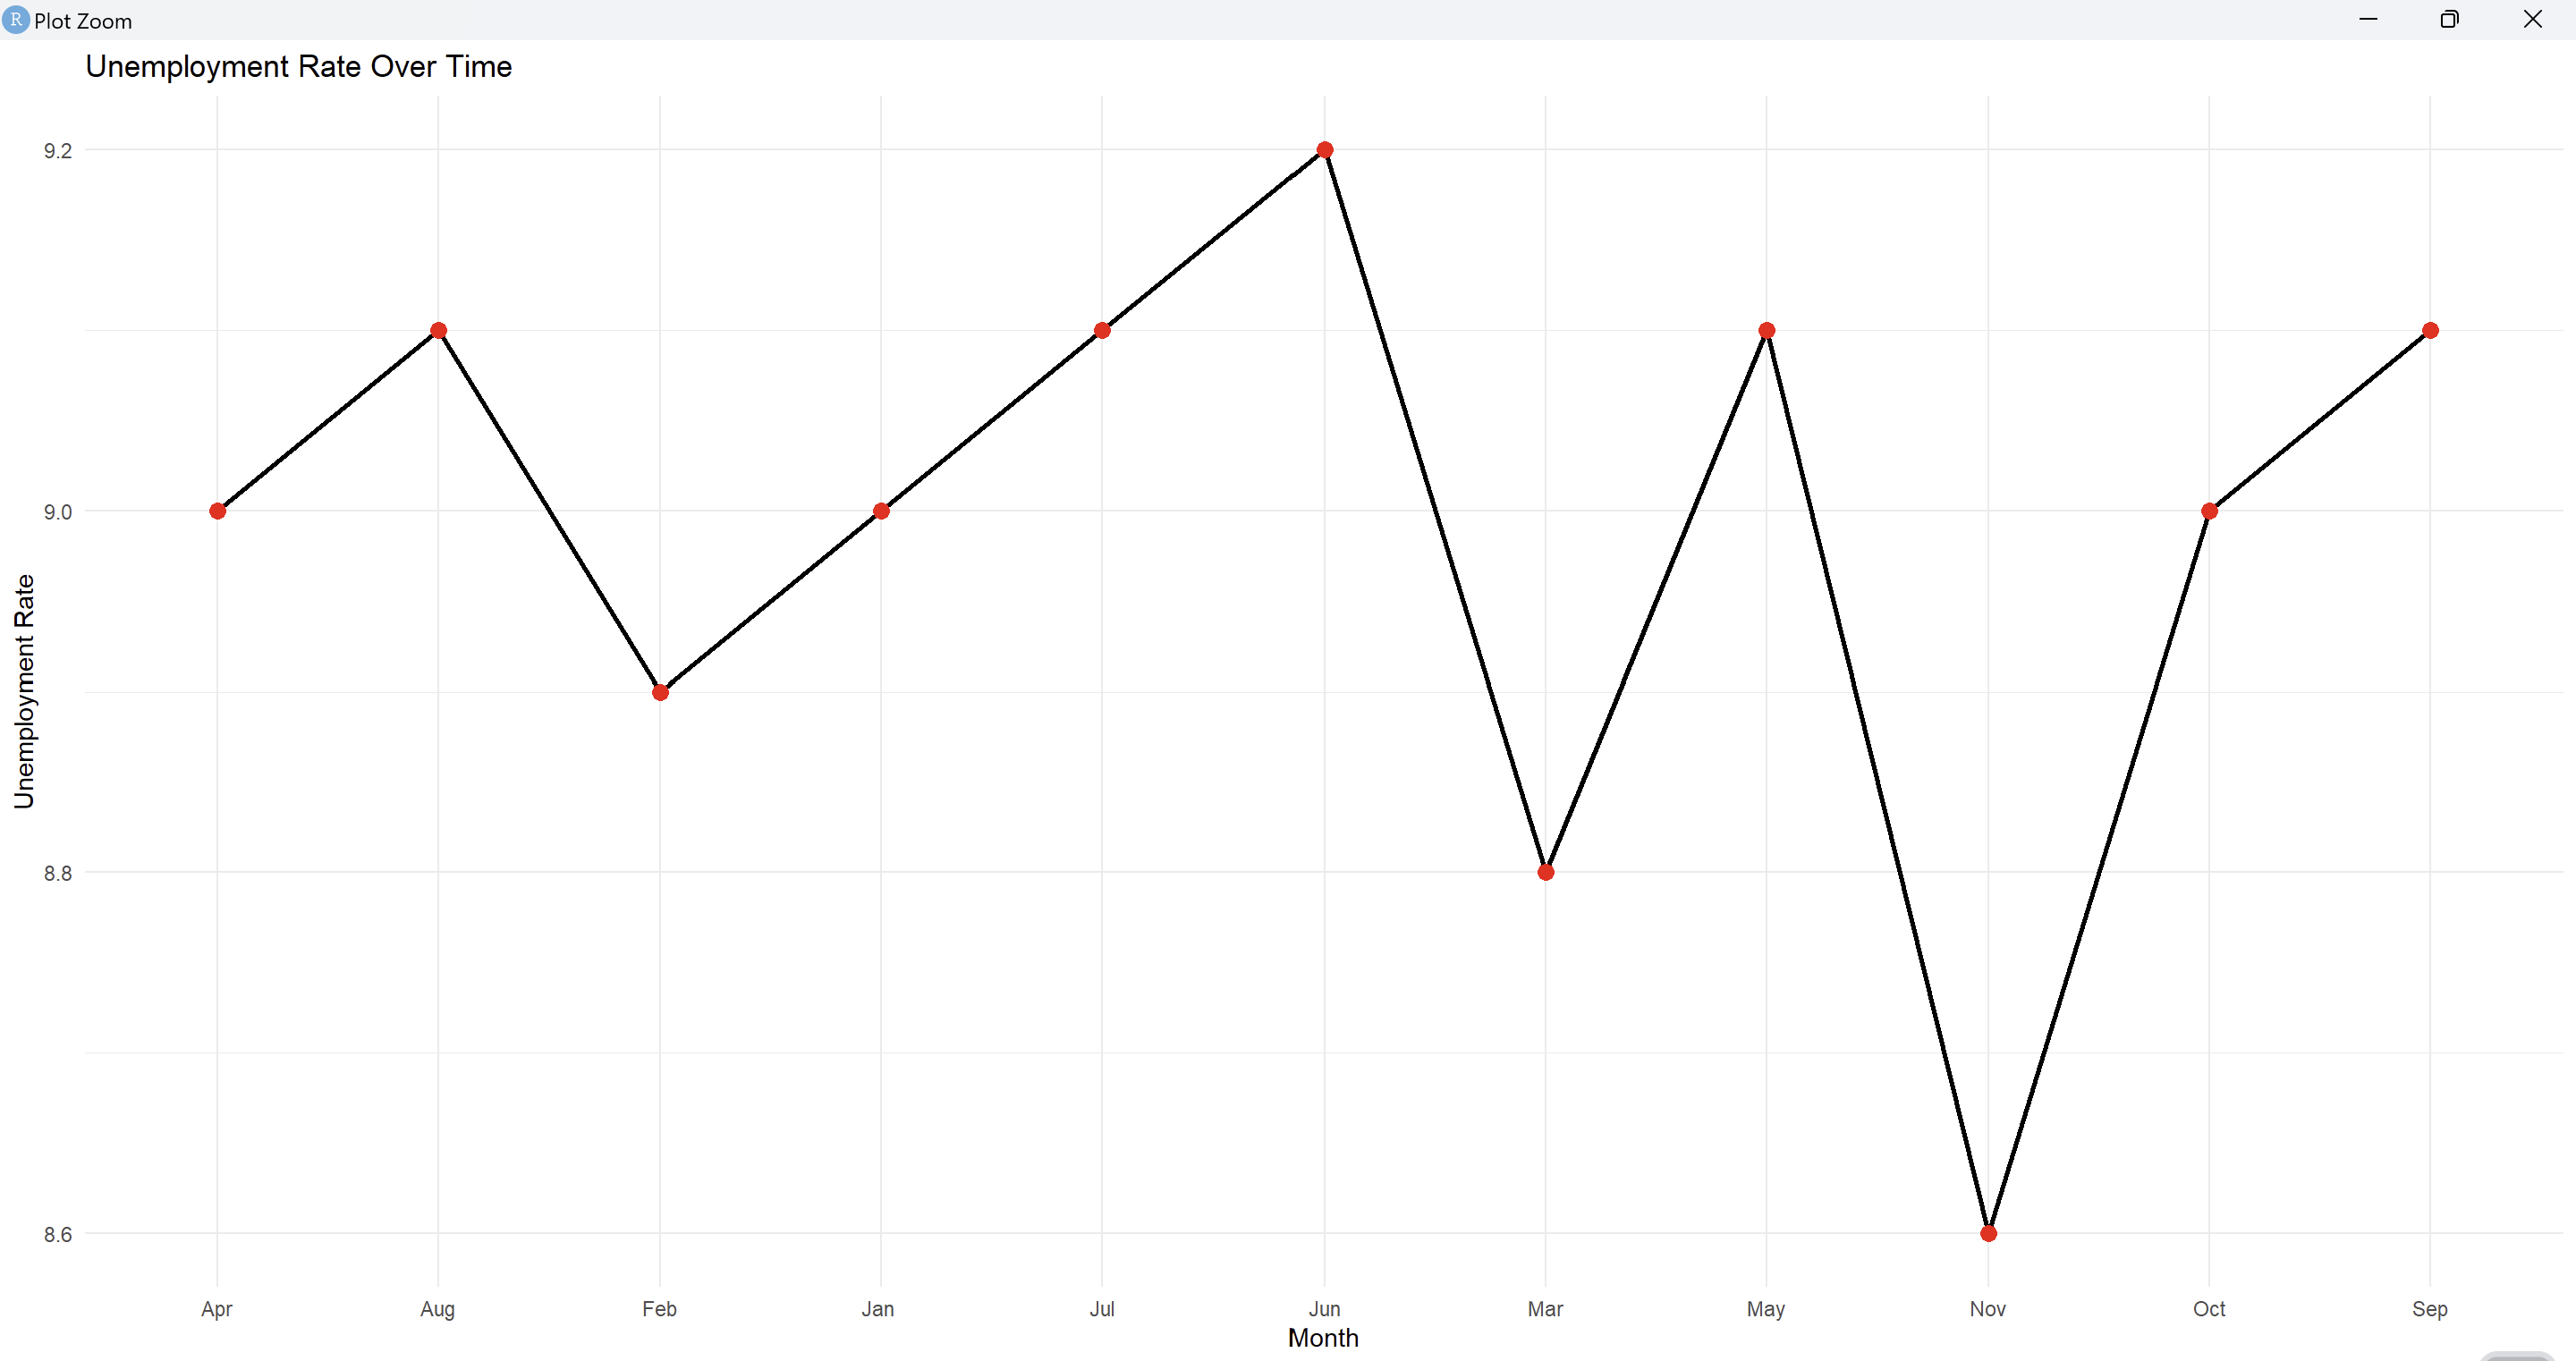 R Plot Zoom
Unemployment Rate Over Time
9.2
9.0
8.8
8.6
Unemployment Rate
Apr Aug Feb Jan Jul Jun Mar May Nov Oct Sep
Month